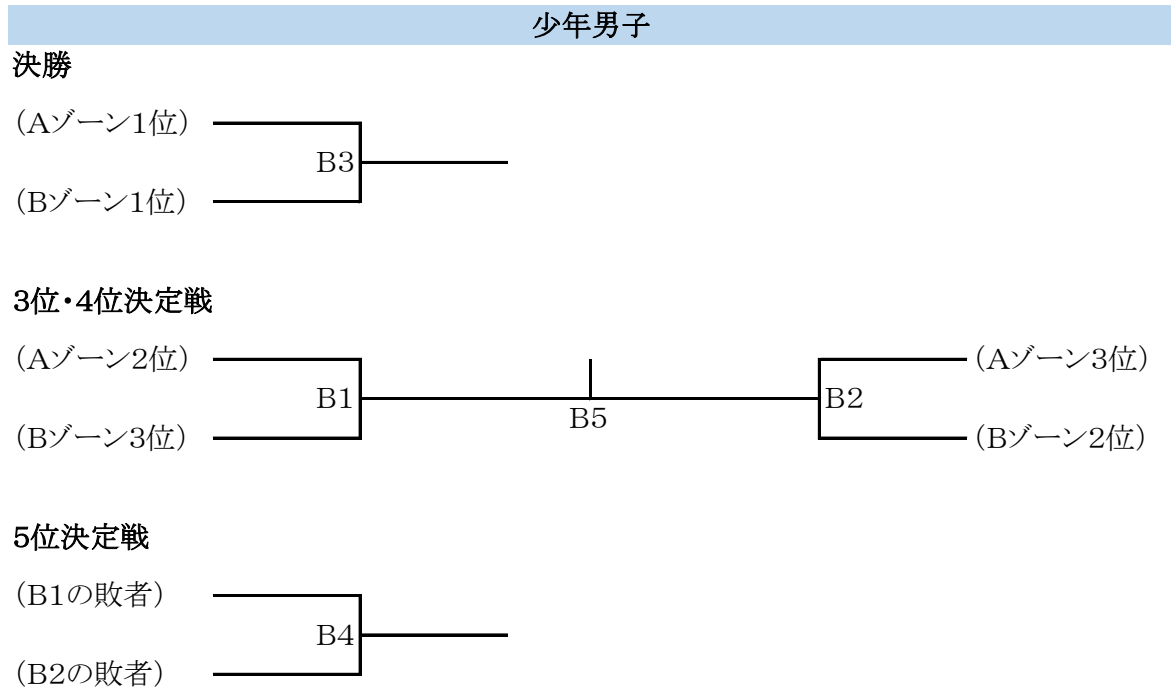 少年男子
決勝
（Aゾーン1位）
B3
（Bゾーン1位）
3位・4位決定戦
（Aゾーン2位）
（Aゾーン3位）
B1
B2
B5
（Bゾーン3位）
（Bゾーン2位）
5位決定戦
（B1の敗者）
B4
（B2の敗者）